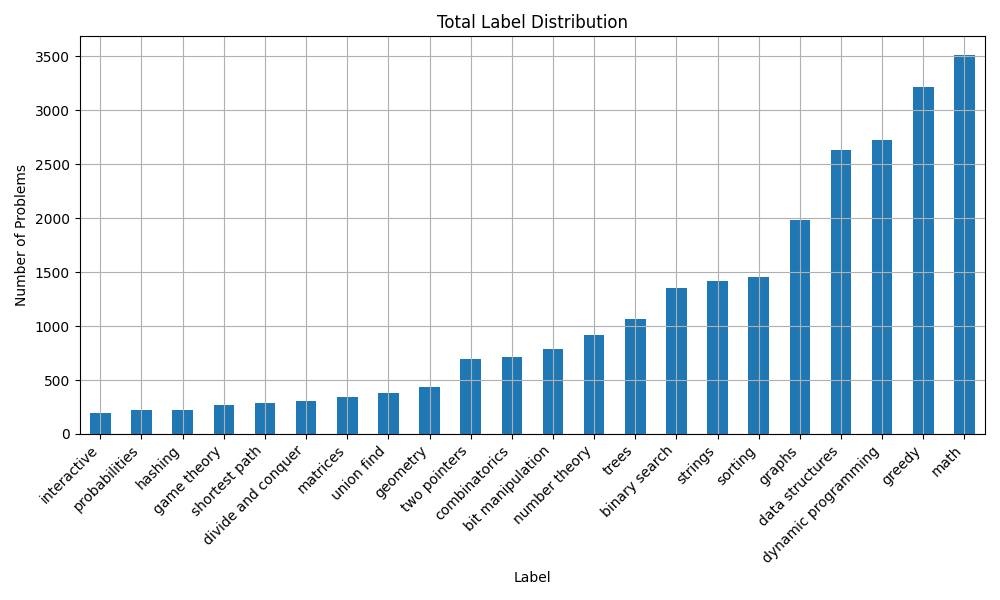 Total Label Distribution
Number of Problems
3500
3000
2500
2000
1500
1000
500
0
interactive
probabilities
hashing
game theory
shortest path
divide and conquer
matrices
union find
geometry
two pointers
combinatorics
bit manipulation
number theory
trees
binary search
strings
sorting
graphs
data structures
dynamic programming
greedy
math
Label